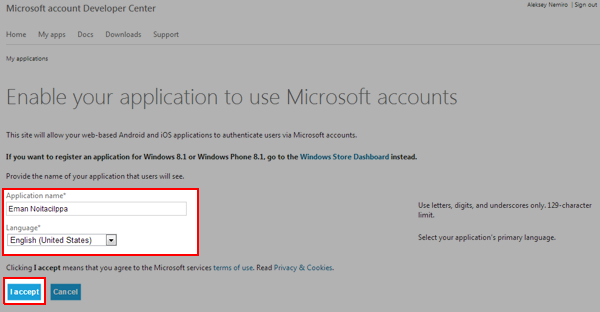 Microsoft account Developer Center
Aleksey Namiro | Sign out
Home My apps Docs Downloads Support
My applications
Enable your application to use Microsoft accounts
This site will allow your web-based Android and iOS applications to authenticate users via Microsoft accounts.
If you want to register an application for Windows 8.1 or Windows Phone 8.1, go to the Windows Store Dashboard instead.
Provide the name of your application that users will see.
Application name*
Eman Noitacilppa
Use letters, digits, and underscores only. 129-character
limit.
Language*
English (United States)
Select your application's primary language.
Clicking I accept means that you agree to the Microsoft services terms of use. Read Privacy & Cookies.
I accept Cancel